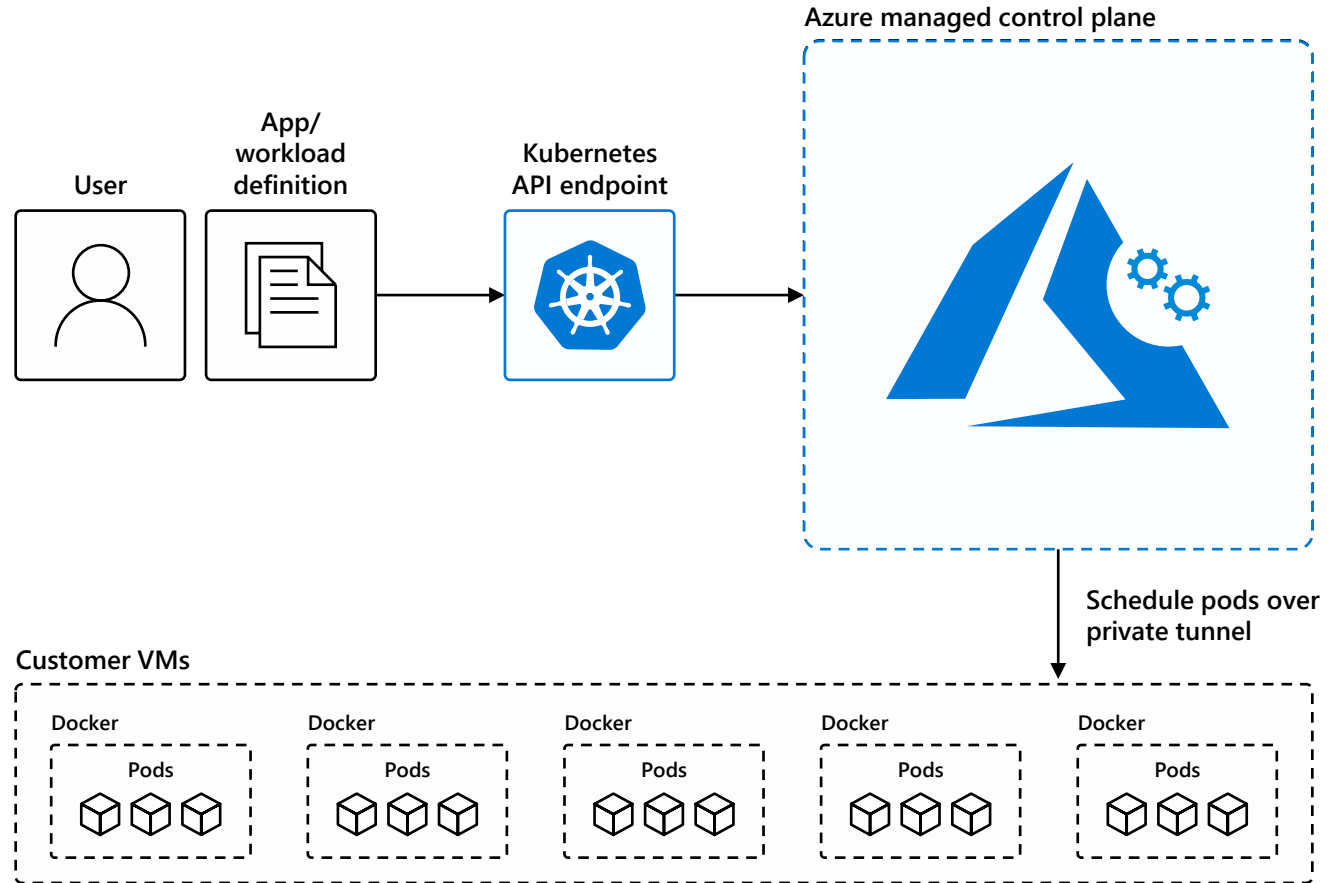 Azure managed control plane
User
App/
workload
definition
Kubernetes
API endpoint
Schedule pods over
private tunnel
Customer VMs
Docker
Docker
Docker
Docker
Docker
Pods
Pods
Pods
Pods
Pods